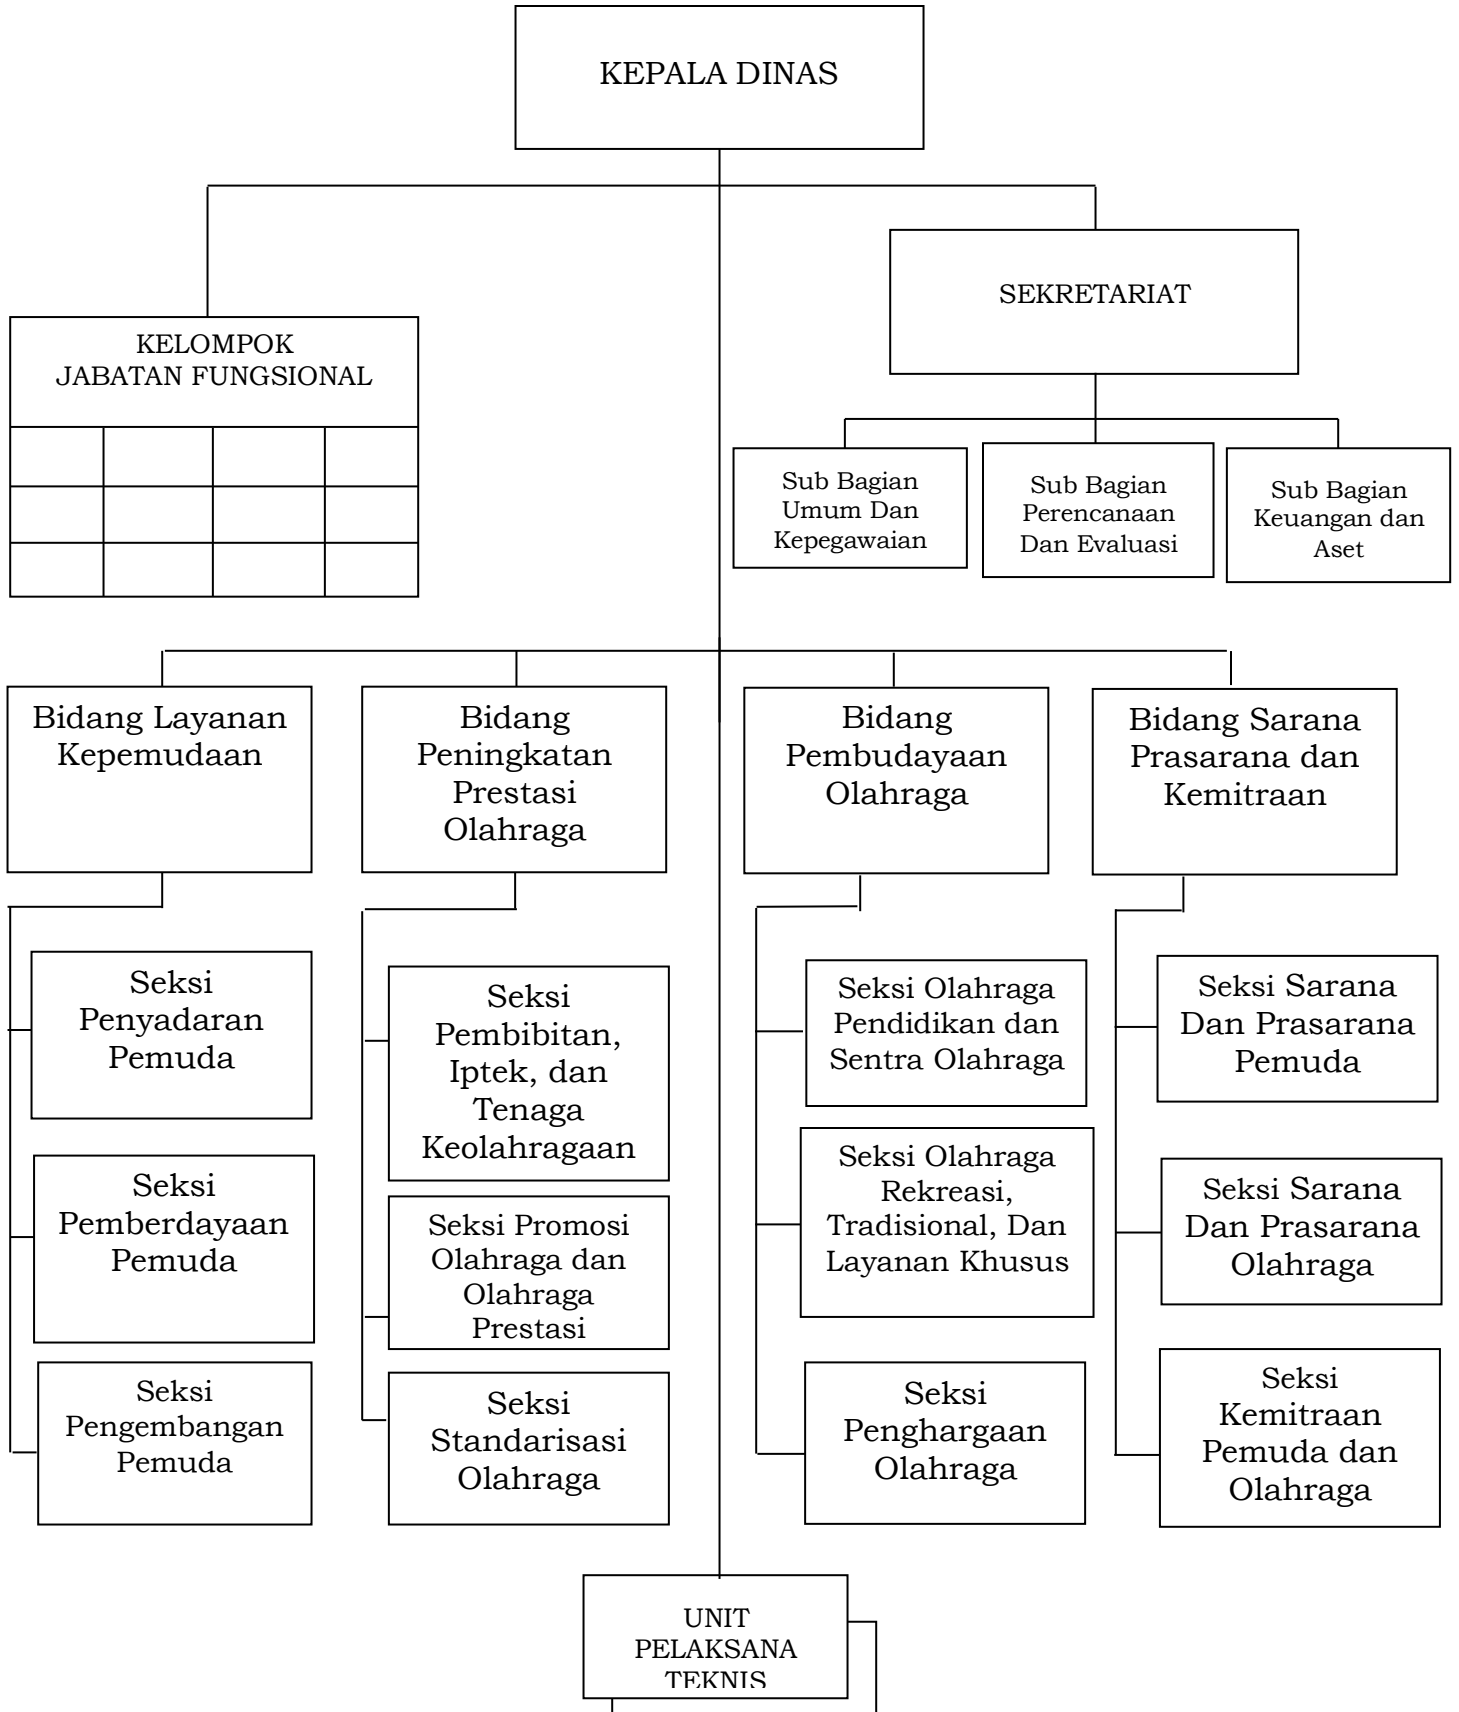 KEPALA DINAS
SEKRETARIAT
KELOMPOK
JABATAN FUNGSIONAL
Sub Bagian
Umum Dan
Kepegawaian
Sub Bagian
Perencanaan
Dan Evaluasi
Sub Bagian
Keuangan dan
Aset
Bidang Layanan
Kepemudaan
Bidang
Peningkatan
Prestasi
Olahraga
Bidang
Pembudayaan
Olahraga
Bidang Sarana
Prasarana dan
Kemitraan
Seksi
Penyadaran
Pemuda
Seksi
Pemberdayaan
Pemuda
Seksi
Pengembangan
Pemuda
Seksi
Pembibitan,
Iptek, dan
Tenaga
Keolahragaan
Seksi Promosi
Olahraga dan
Olahraga
Prestasi
Seksi
Standarisasi
Olahraga
Seksi Olahraga
Pendidikan dan
Sentra Olahraga
Seksi Olahraga
Rekreasi,
Tradisional, Dan
Layanan Khusus
Seksi
Penghargaan
Olahraga
Seksi Sarana
Dan Prasarana
Pemuda
Seksi Sarana
Dan Prasarana
Olahraga
Seksi
Kemitraan
Pemuda dan
Olahraga
UNIT
PELAKSANA
TEKNIS